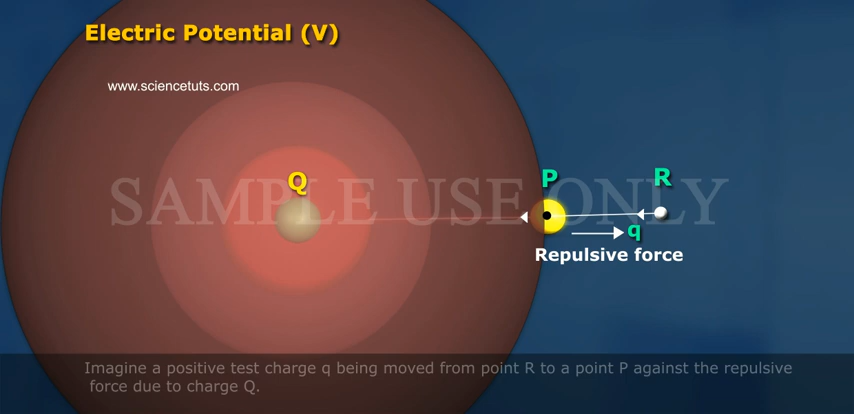 Electric Potential (V)
www.sciencetuts.com
Q
P
R
SAMPLE USE ONLY
q
Repulsive force
Imagine a positive test charge q being moved from point R to a point P against the repulsive
force due to charge Q.